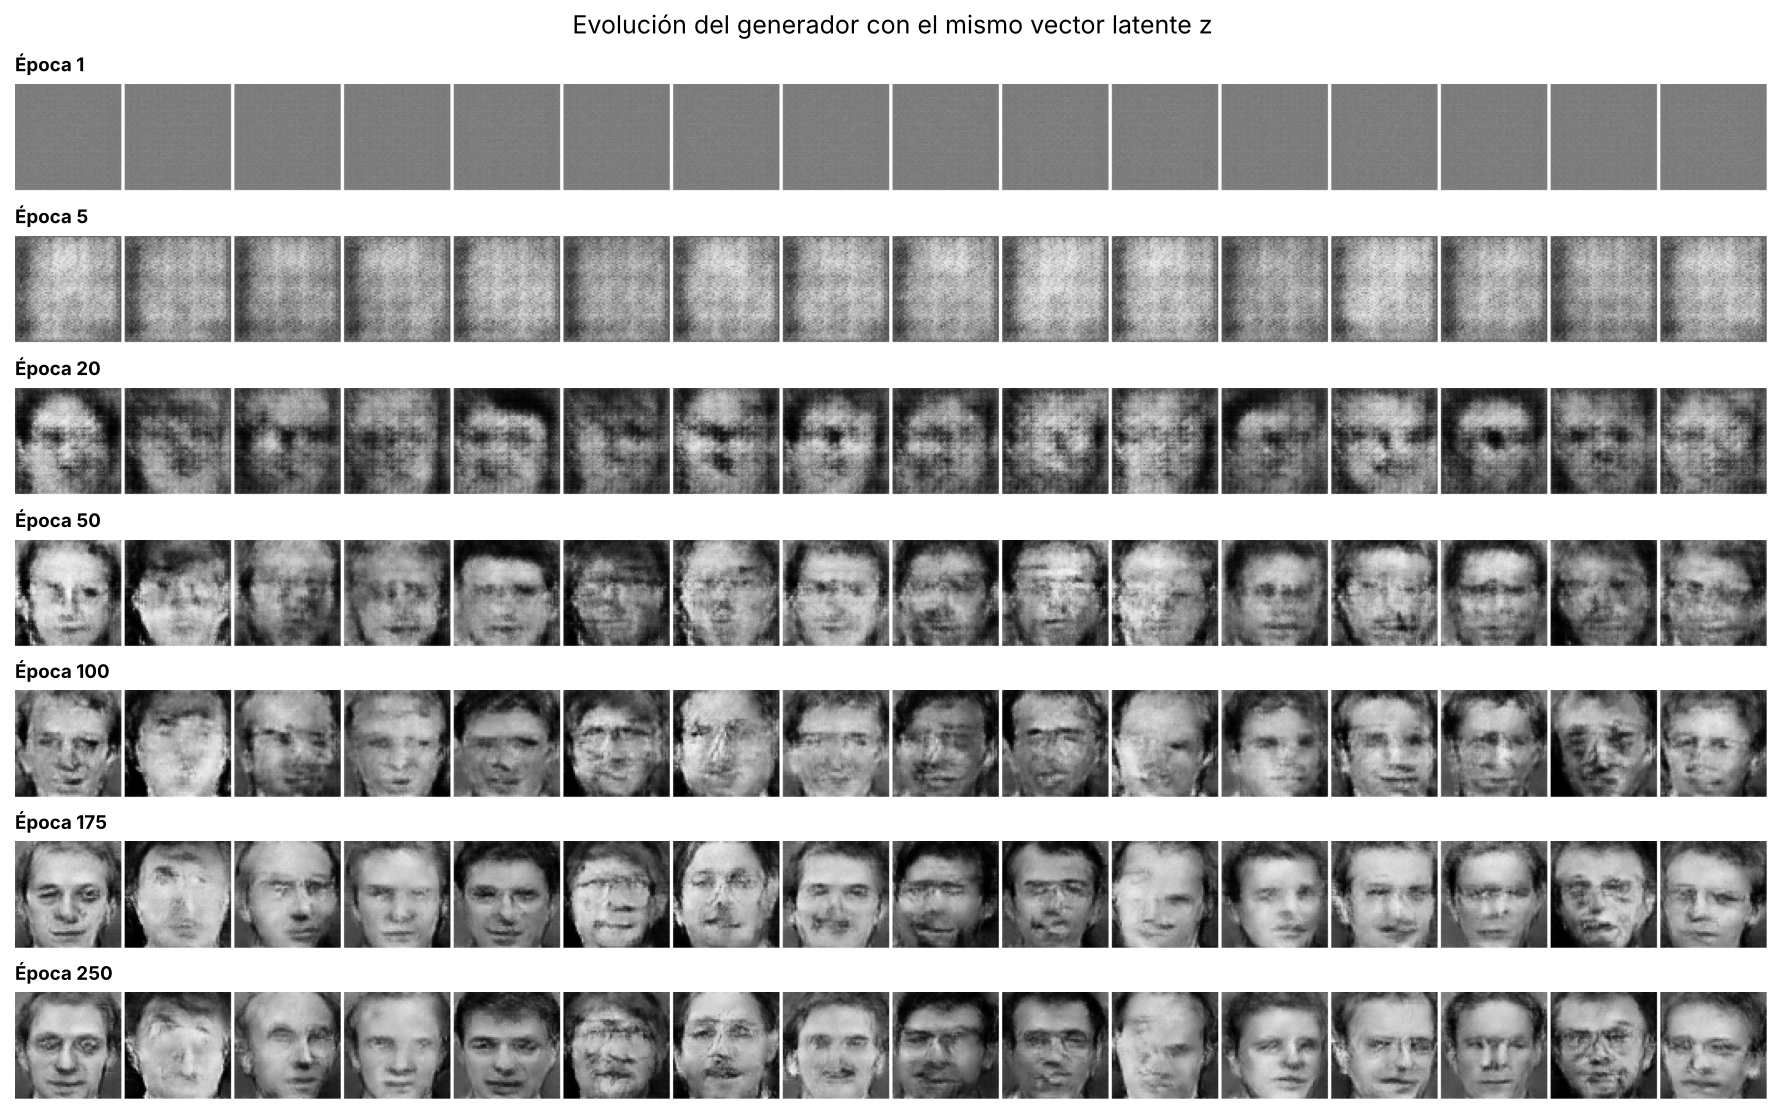 Evolución del generador con el mismo vector latente z
Época 1
Época 5
Época 20
Época 50
Época 100
Época 175
Época 250